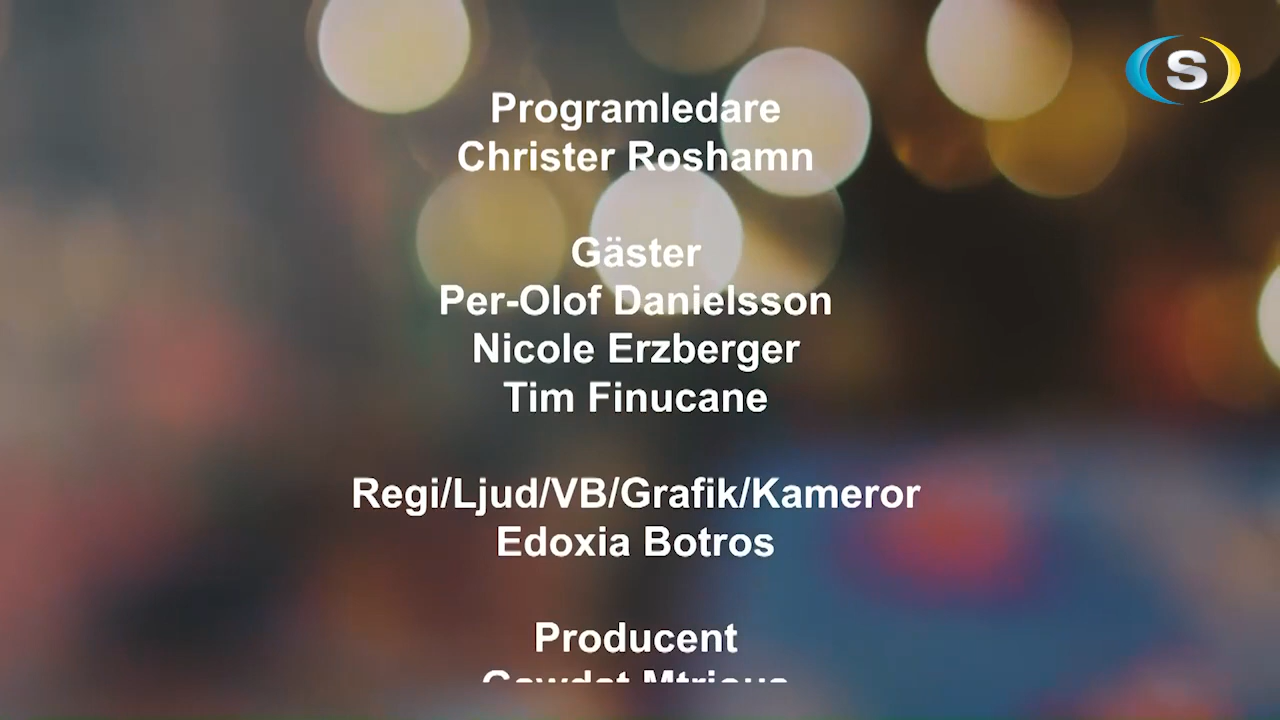 S
Programledare
Christer Roshamn
Gäster
Per-Olof Danielsson
Nicole Erzberger
Tim Finucane
Regi/Ljud/VB/Grafik/Kameror
Edoxia Botros
Producent